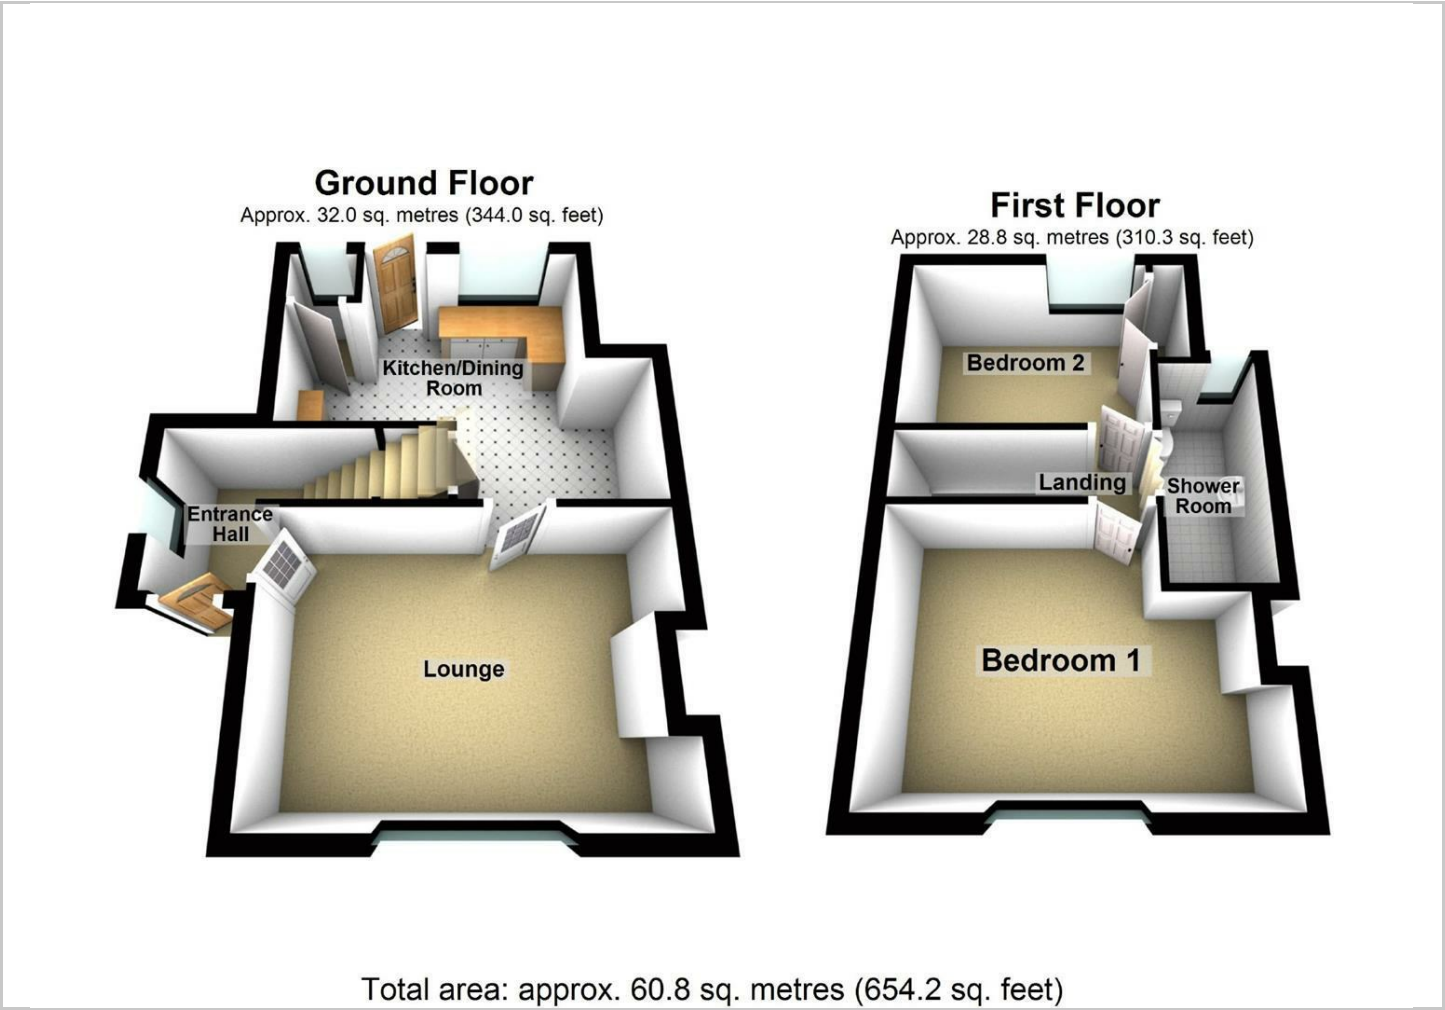 Ground Floor
Approx. 32.0 sq. metres (344.0 sq. feet)
Kitchen/Dining
Room
Entrance
Hall
Lounge
First Floor
Approx. 28.8 sq. metres (310.3 sq. feet)
Bedroom 2
Landing
Shower
Room
Bedroom 1
Total area: approx. 60.8 sq. metres (654.2 sq. feet)